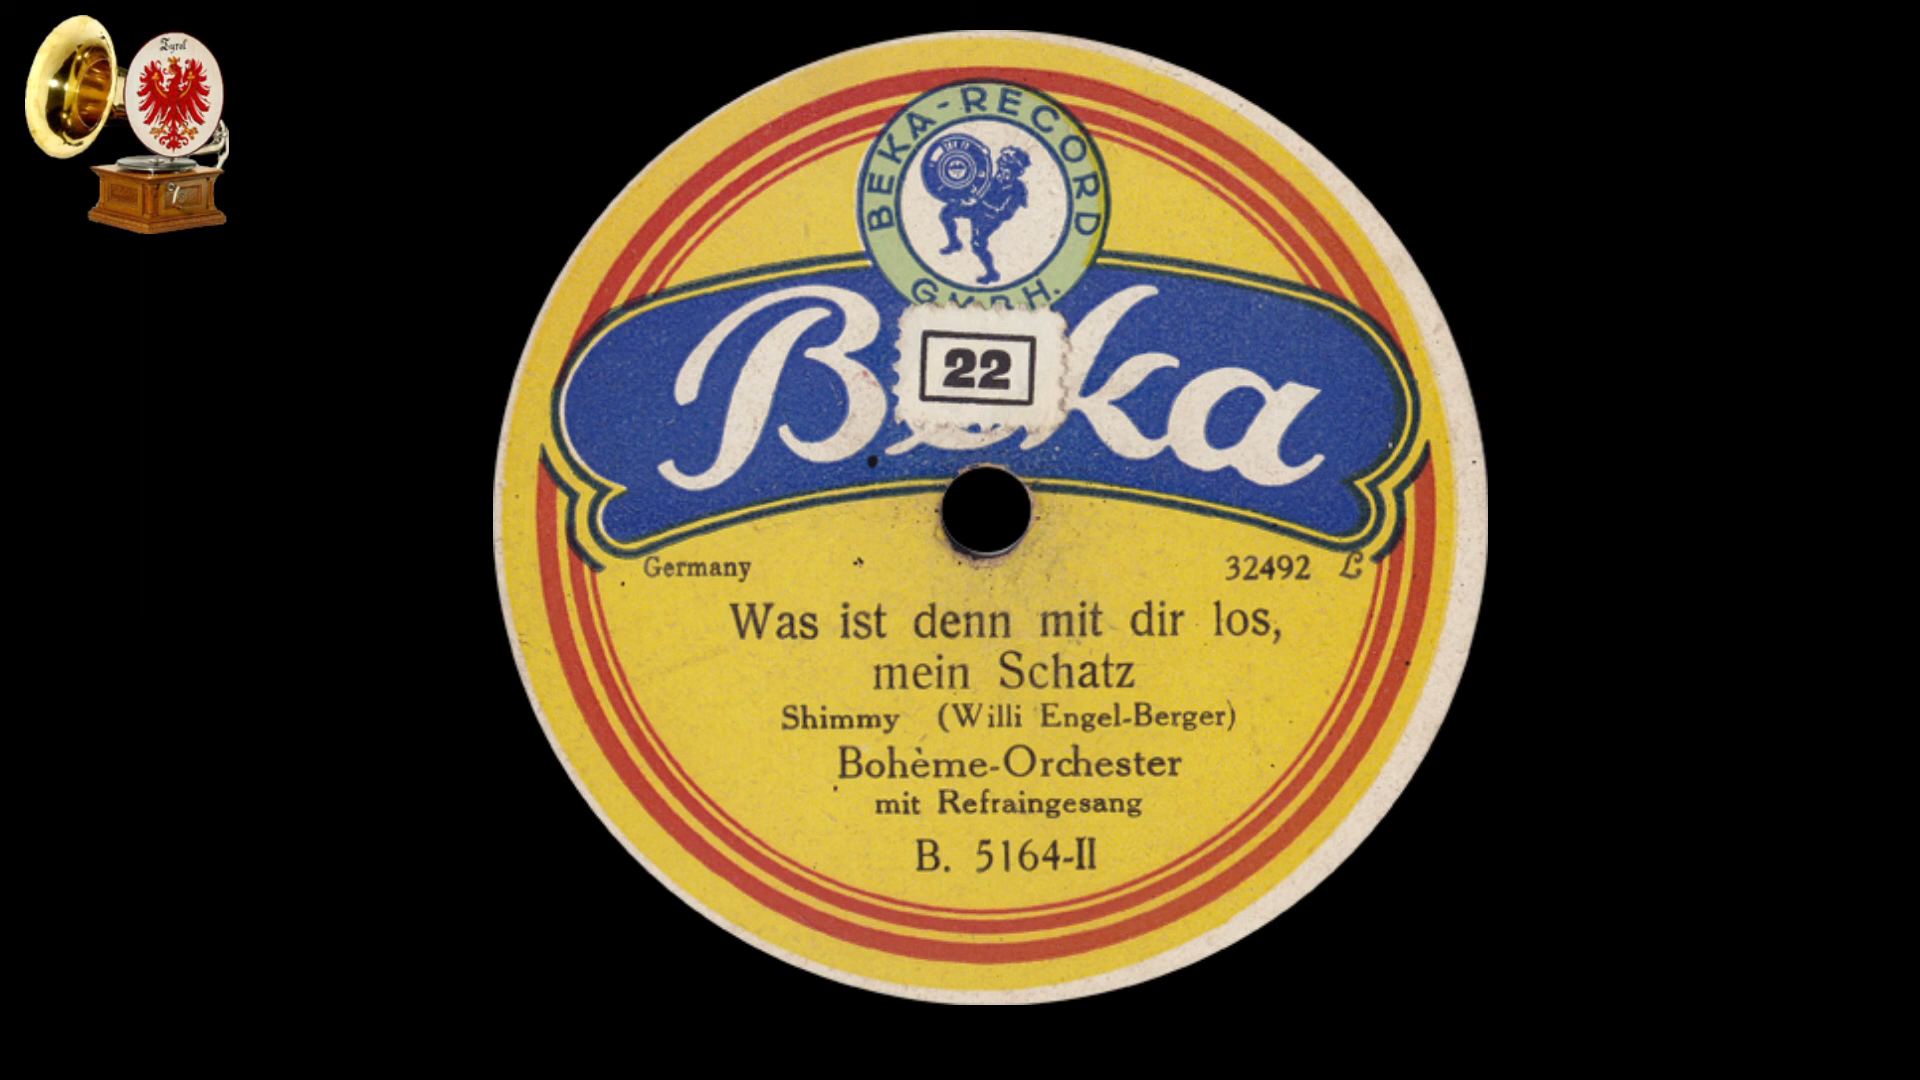 Tyrol
BEKA-RECORD
G.M.B.H.
Beka
22
Germany
32492 L
Was ist denn mit dir los,
mein Schatz
Shimmy (Willi Engel-Berger)
Bohème-Orchester
mit Refraingesang
B. 5164-II